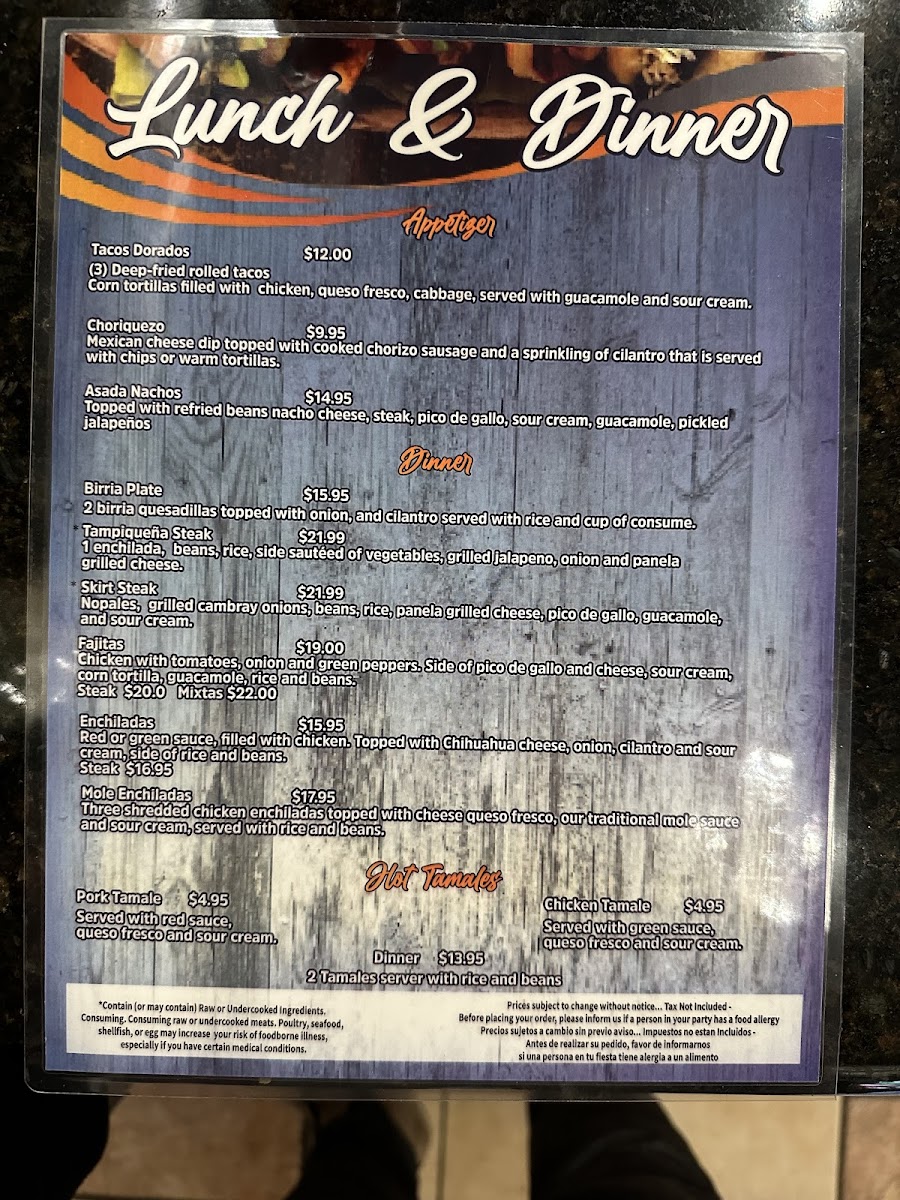 Lunch & Dinner
Appetizer
Tacos Dorados $12.00
(3) Deep-fried rolled tacos
Corn tortillas filled with chicken, queso fresco, cabbage, served with guacamole and sour cream.
Choriquezo $9.95
Mexican cheese dip topped with cooked chorizo sausage and a sprinkling of cilantro that is served
with chips or warm tortillas.
Asada Nachos $14.95
Topped with refried beans nacho cheese, steak, pico de gallo, sour cream, guacamole, pickled
jalapeños
Dinner
Birria Plate $15.95
2 birria quesadillas topped with onion, and cilantro served with rice and cup of consume.
* Tampiqueña Steak $21.99
1 enchilada, beans, rice, side sautéed of vegetables, grilled jalapeno, onion and panela
grilled cheese.
* Skirt Steak $21.99
Nopales, grilled cambray onions, beans, rice, panela grilled cheese, pico de gallo, guacamole,
and sour cream.
Fajitas $19.00
Chicken with tomatoes, onion and green peppers. Side of pico de gallo and cheese, sour cream,
corn tortilla, guacamole, rice and beans.
Steak $20.0 Mixtas $22.00
Enchiladas $15.95
Red or green sauce, filled with chicken. Topped with Chihuahua cheese, onion, cilantro and sour
cream, side of rice and beans.
Steak $16.95
Mole Enchiladas $17.95
Three shredded chicken enchiladas topped with cheese queso fresco, our traditional mole sauce
and sour cream, served with rice and beans.
Hot Tamales
Pork Tamale $4.95
Served with red sauce,
queso fresco and sour cream.
Chicken Tamale $4.95
Served with green sauce,
queso fresco and sour cream.
Dinner $13.95
2 Tamales server with rice and beans
*Contain (or may contain) Raw or Undercooked Ingredients.
Consuming. Consuming raw or undercooked meats. Poultry, seafood,
shellfish, or egg may increase your risk of foodborne illness,
especially if you have certain medical conditions.
Prices subject to change without notice... Tax Not Included -
Before placing your order, please inform us if a person in your party has a food allergy
Precios sujetos a cambio sin previo aviso... Impuestos no estan Incluidos -
Antes de realizar su pedido, favor de informarnos
si una persona en tu fiesta tiene alergia a un alimento